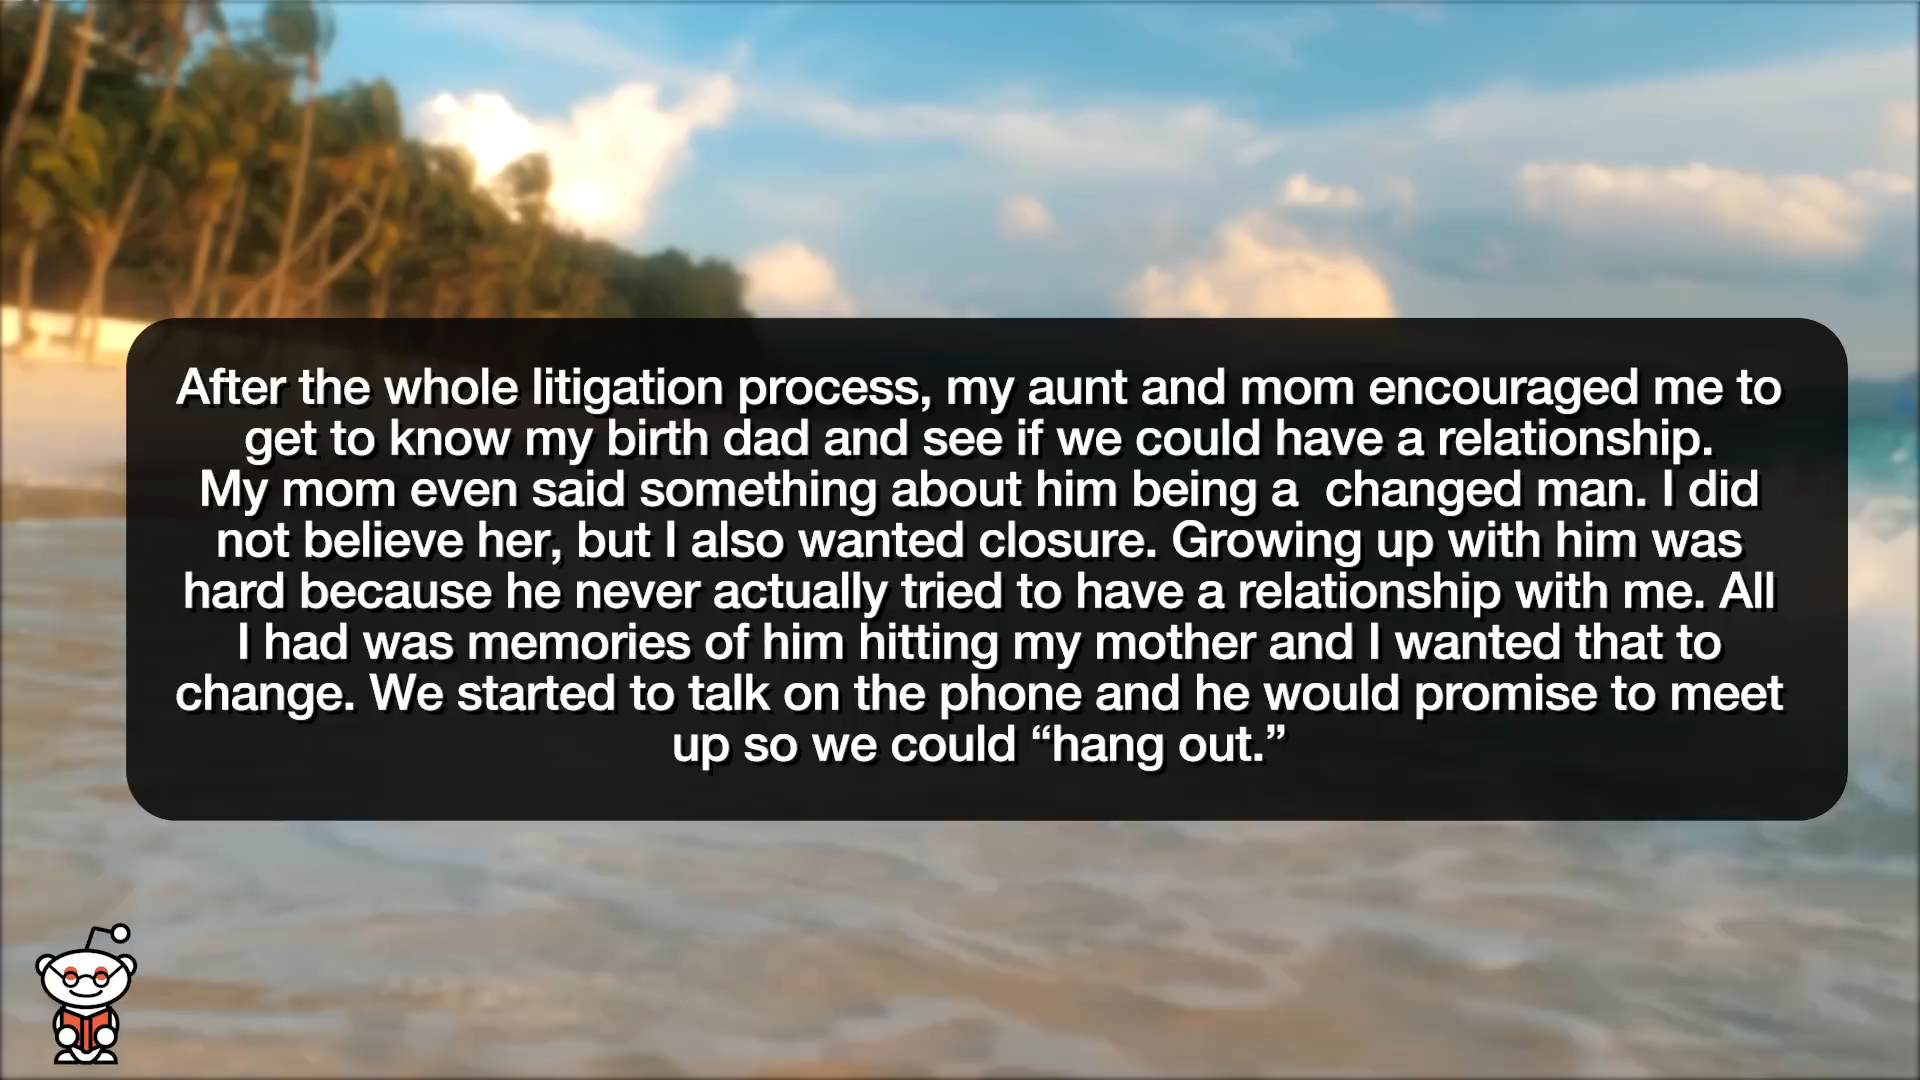 After the whole litigation process, my aunt and mom encouraged me to
get to know my birth dad and see if we could have a relationship.
My mom even said something about him being a  changed man. I did
not believe her, but I also wanted closure. Growing up with him was
hard because he never actually tried to have a relationship with me. All
I had was memories of him hitting my mother and I wanted that to
change. We started to talk on the phone and he would promise to meet
up so we could “hang out.”